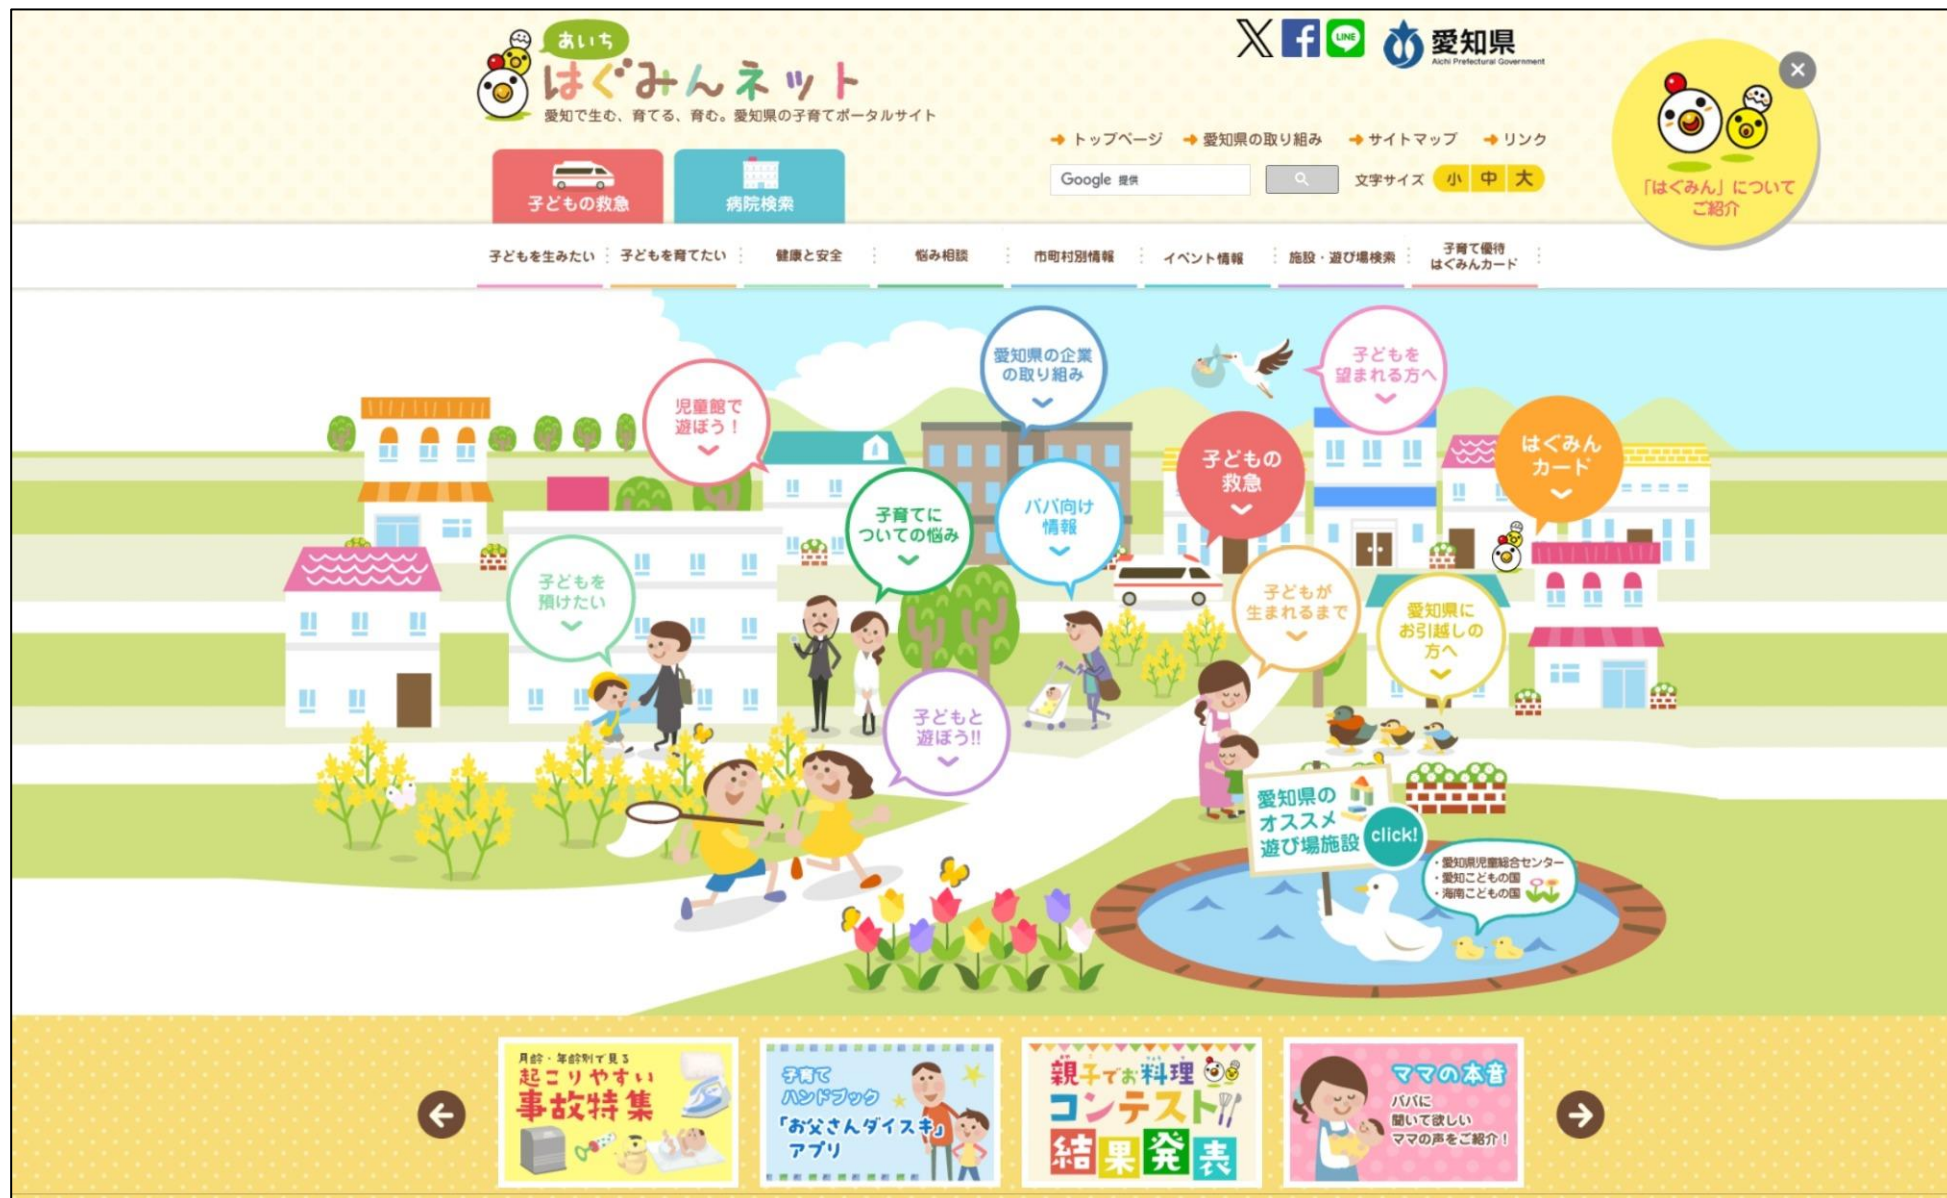 あいち
はぐみんネット
愛知で生む、育てる、育む。愛知県の子育てポータルサイト
LINE
愛知県
Aichi Prefectural Government
トップページ
愛知県の取り組み
サイトマップ
リンク
Google 提供
文字サイズ
小
中
大
「はぐみん」について
ご紹介
子どもの救急
病院検索
子どもを生みたい
子どもを育てたい
健康と安全
悩み相談
市町村別情報
イベント情報
施設・遊び場検索
子育て優待
はぐみんカード
児童館で
遊ぼう！
愛知県の企業
の取り組み
子どもを
望まれる方へ
子どもの
救急
はぐみん
カード
子育てに
ついての悩み
パパ向け
情報
子どもを
預けたい
子どもが
生まれるまで
愛知県に
お引越しの
方へ
子どもと
遊ぼう!!
愛知県の
オススメ
遊び場施設
click!
・愛知県児童総合センター
・愛知こどもの国
・海南こどもの国
月齢・年齢別で見る
起こりやすい
事故特集
子育て
ハンドブック
「お父さんダイスキ」
アプリ
親子でお料理
コンテスト
結果発表
ママの本音
パパに
聞いて欲しい
ママの声をご紹介！